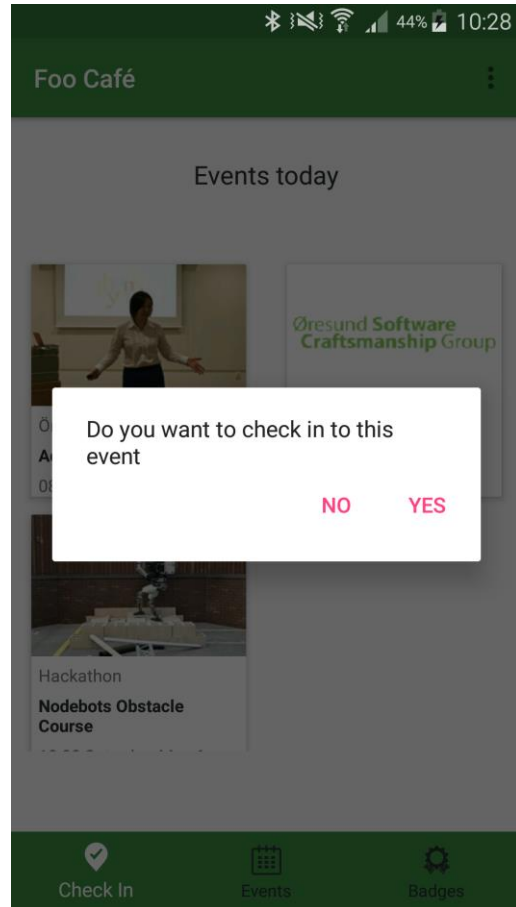 44% 10:28
Foo Café
Events today
Øresund Software
Craftsmanship Group
Do you want to check in to this
event
NO YES
Hackathon
Nodebots Obstacle
Course
Check In Events Badges